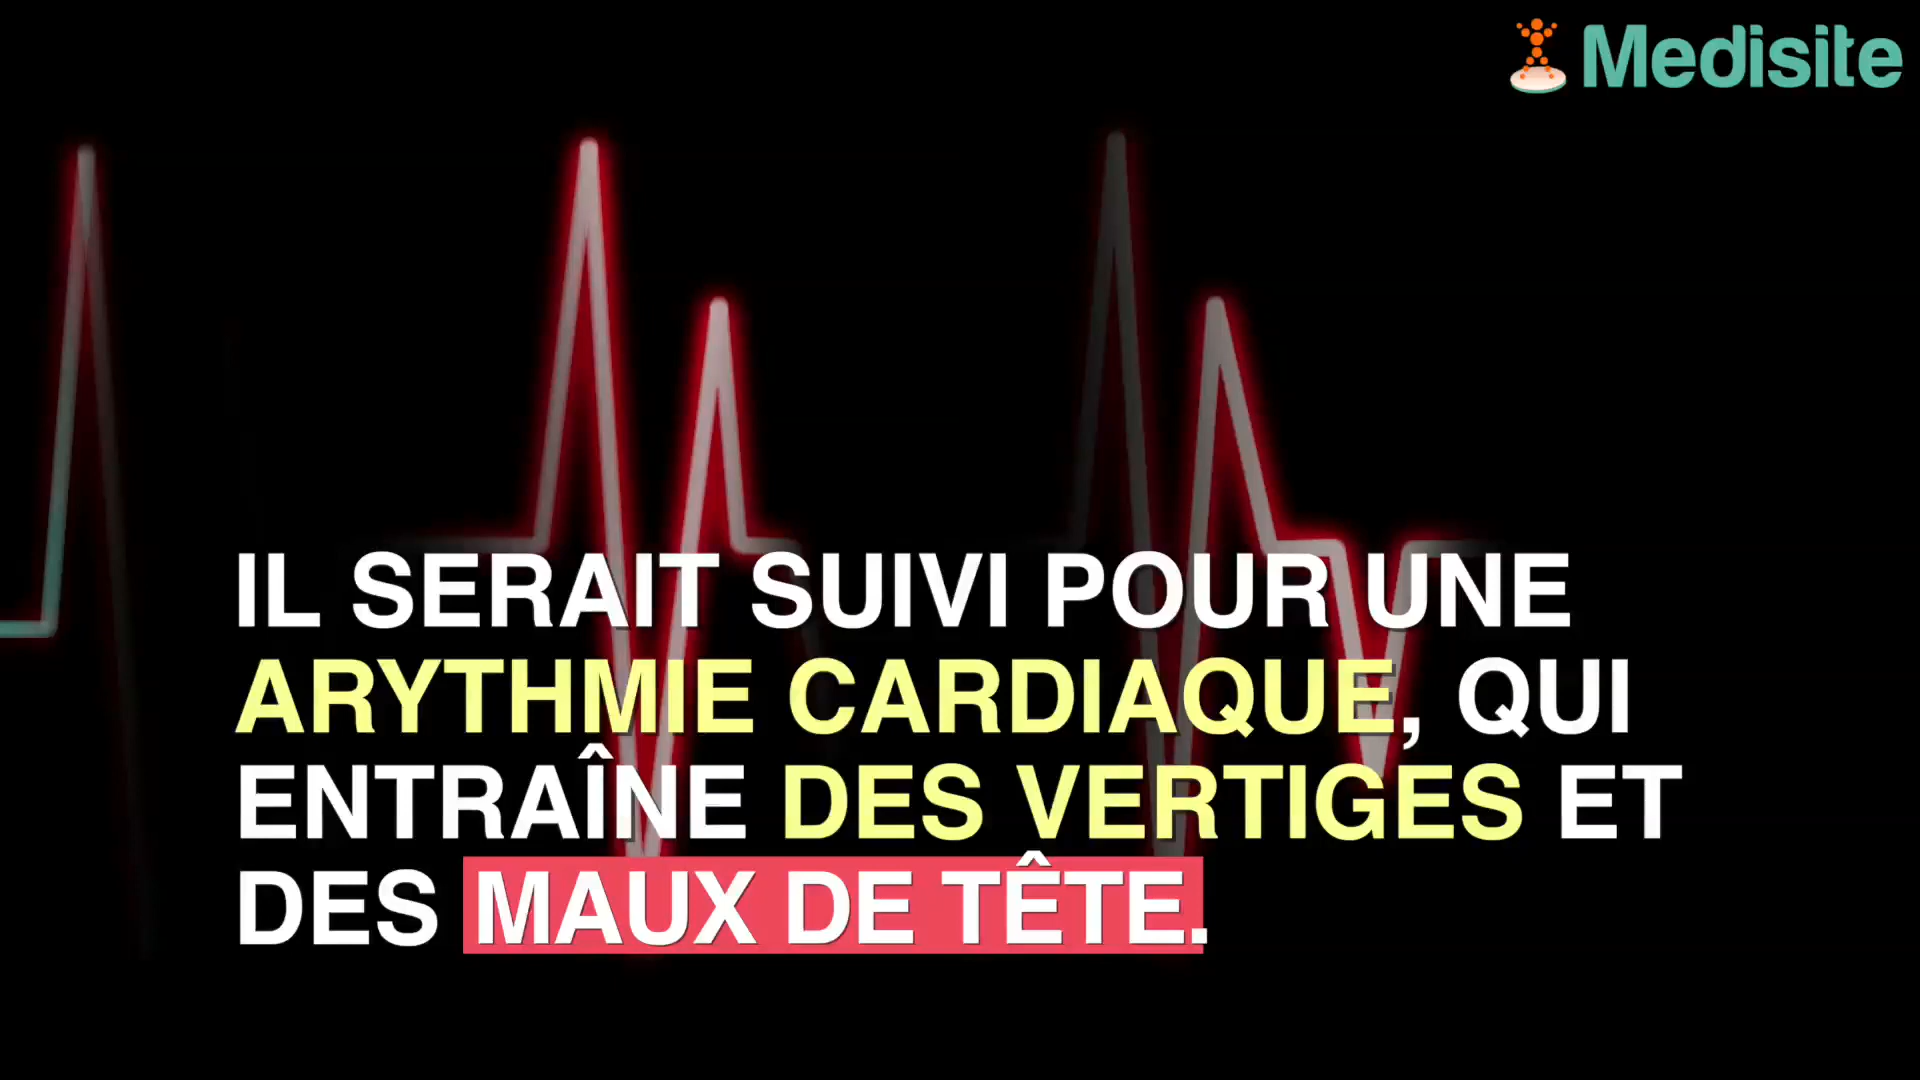 Medisite
IL SERAIT SUIVI POUR UNE
ARYTHMIE CARDIAQUE, QUI
ENTRAÎNE DES VERTIGES ET
DES MAUX DE TÊTE.